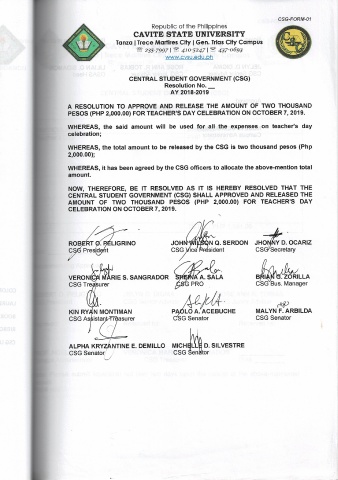 CSG-FORM-01
Republic of the Philippines
CAVITE STATE UNIVERSITY
Tanza | Trece Martires City | Gen. Trias City Campus
☏ 235-7997 | ☏ 410-5247 | ☏ 437-0693
www.cvsu.edu.ph
CENTRAL STUDENT GOVERNMENT (CSG)
Resolution No. __
AY 2018-2019
A RESOLUTION TO APPROVE AND RELEASE THE AMOUNT OF TWO THOUSAND
PESOS (PHP 2,000.00) FOR TEACHER'S DAY CELEBRATION ON OCTOBER 7, 2019.
WHEREAS, the said amount will be used for all the expenses on teacher's day
celebration;
WHEREAS, the total amount to be released by the CSG is two thousand pesos (Php
2,000.00);
WHEREAS, it has been agreed by the CSG officers to allocate the above-mention total
amount.
NOW, THEREFORE, BE IT RESOLVED AS IT IS HEREBY RESOLVED THAT THE
CENTRAL STUDENT GOVERNMENT (CSG) SHALL APPROVED AND RELEASED THE
AMOUNT OF TWO THOUSAND PESOS (PHP 2,000.00) FOR TEACHER'S DAY
CELEBRATION ON OCTOBER 7, 2019.
ROBERT O. PELIGRINO JOHN WILSON Q. SERDON JHONNY D. OCARIZ
CSG President CSG Vice President CSG Secretary
VERONICA MARIE S. SANGRADOR SHERVA A. SALA BRIAN O. ZORILLA
CSG Treasurer CSG PRO CSG Bus. Manager
KIN RYAN MONTIMAN PAOLO A. ACEBUCHE MALYN F. ARBILDA
CSG Assistant Treasurer CSG Senator CSG Senator
ALPHA KRYZANTINE E. DEMILLO MICHELLE D. SILVESTRE
CSG Senator CSG Senator